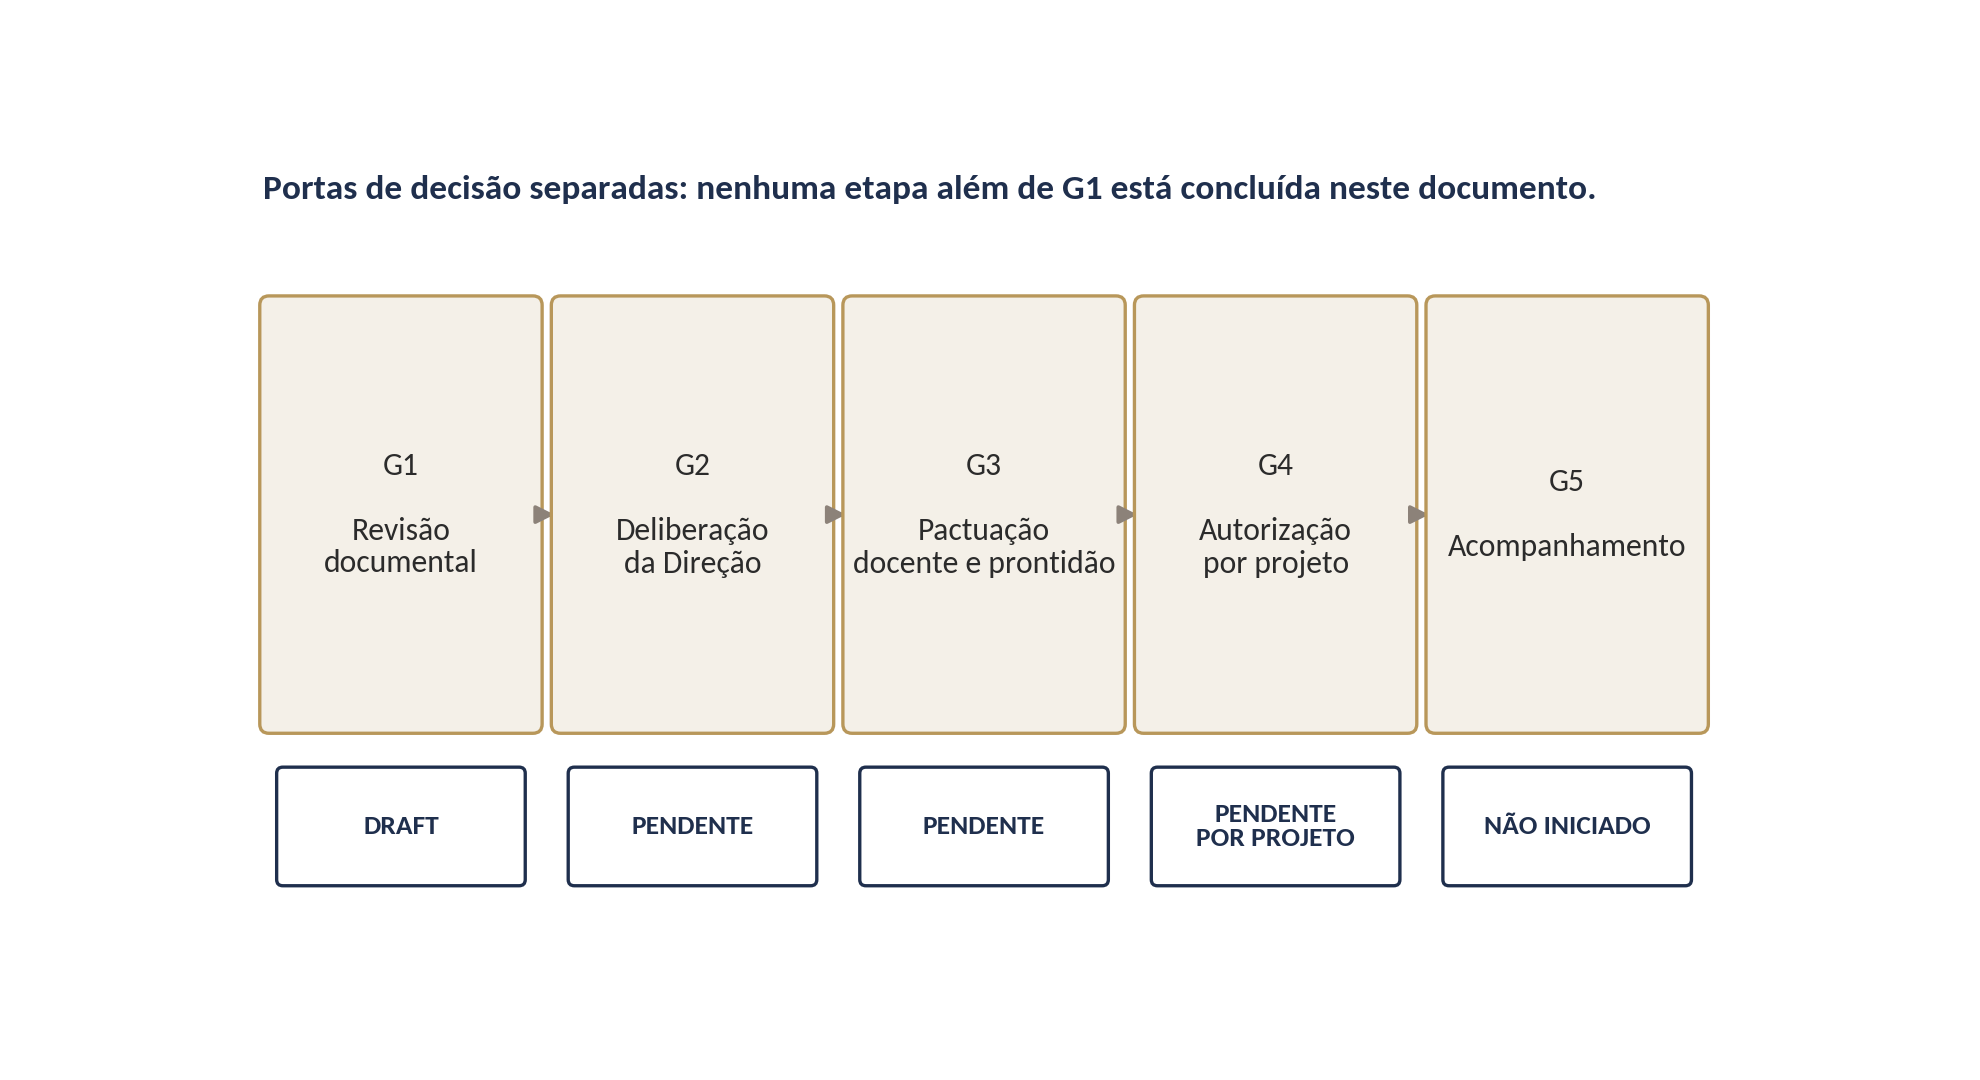 Portas de decisão separadas: nenhuma etapa além de G1 está concluída neste documento.
G1
Revisão
documental
G2
Deliberação
da Direção
G3
Pactuação
docente e prontidão
G4
Autorização
por projeto
G5
Acompanhamento
DRAFT
PENDENTE
PENDENTE
PENDENTE
POR PROJETO
NÃO INICIADO